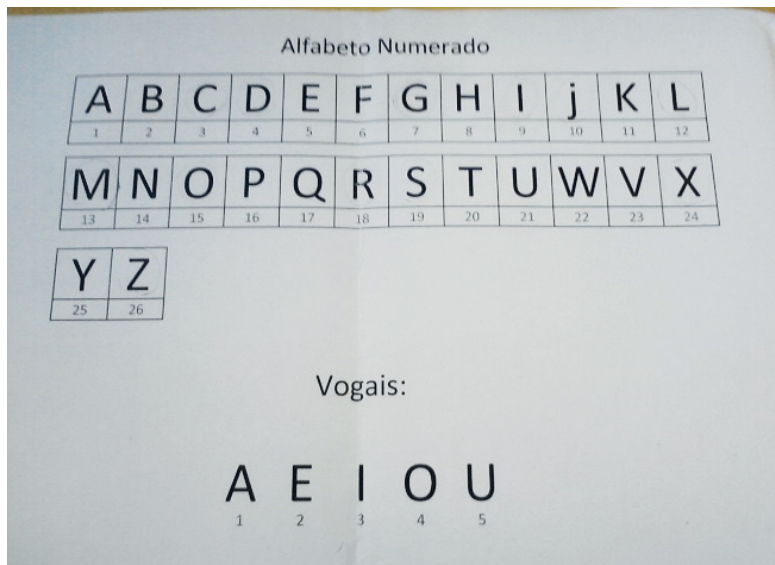 Alfabeto Numerado
A B C D E F G H I j K L
1 2 3 4 5 6 7 8 9 10 11 12
M N O P Q R S T U W V X
13 14 15 16 17 18 19 20 21 22 23 24
Y Z
25 26
Vogais:
A E I O U
1 2 3 4 5